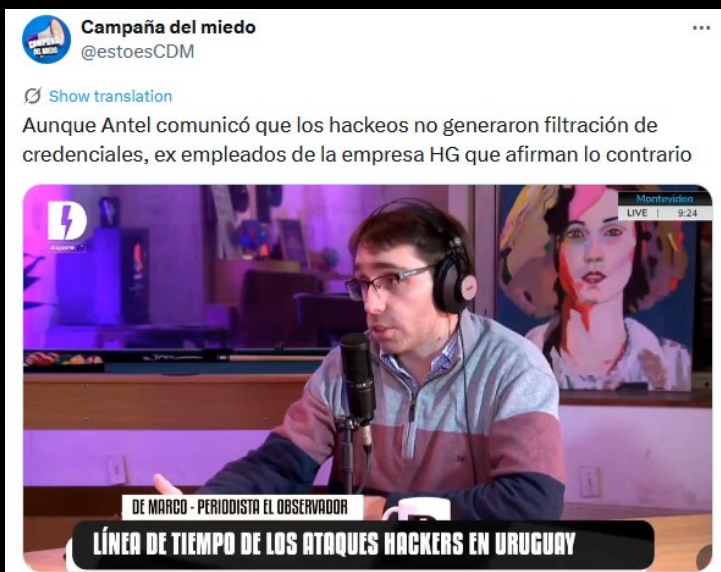 Campaña del miedo
@estoesCDM
Show translation
Aunque Antel comunicó que los hackeos no generaron filtración de
credenciales, ex empleados de la empresa HG que afirman lo contrario
Montevideo
LIVE | 9:24
DE MARCO - PERIODISTA EL OBSERVADOR
LÍNEA DE TIEMPO DE LOS ATAQUES HACKERS EN URUGUAY